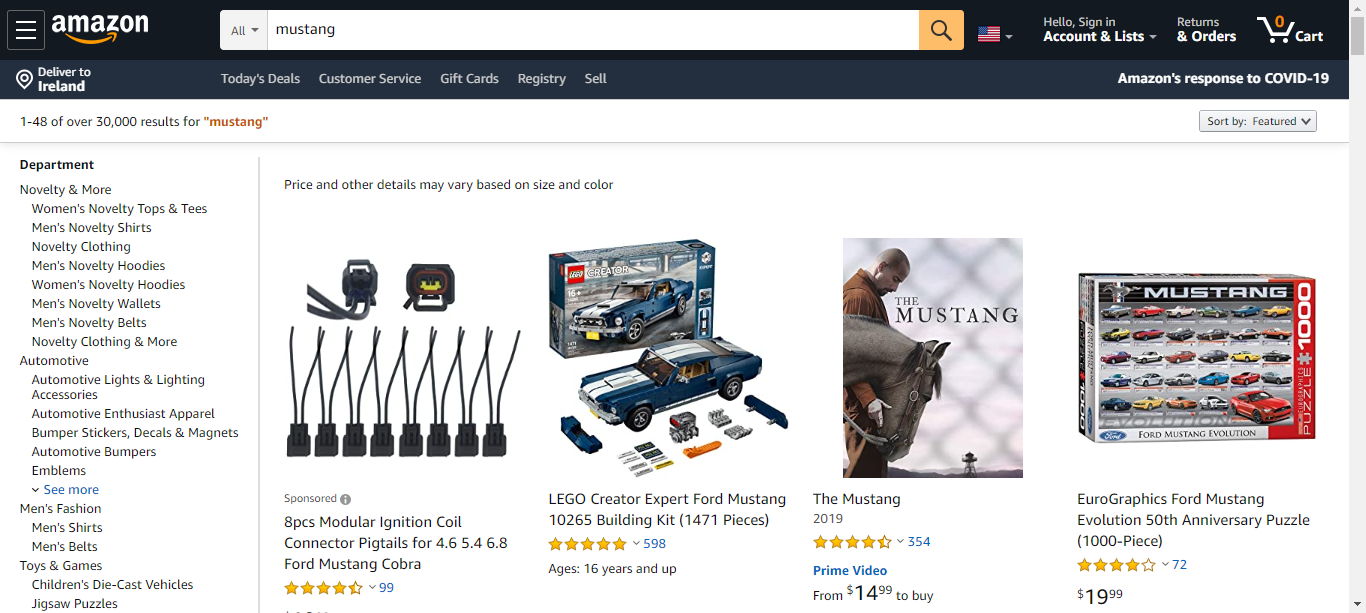 amazon
All
mustang
Hello, Sign in
Account & Lists
Returns
& Orders
0
Cart
Deliver to
Ireland
Today's Deals
Customer Service
Gift Cards
Registry
Sell
Amazon's response to COVID-19
1-48 of over 30,000 results for "mustang"
Sort by: Featured
Department
Novelty & More
Women's Novelty Tops & Tees
Men's Novelty Shirts
Novelty Clothing
Men's Novelty Hoodies
Women's Novelty Hoodies
Men's Novelty Wallets
Men's Novelty Belts
Novelty Clothing & More
Automotive
Automotive Lights & Lighting
Accessories
Automotive Enthusiast Apparel
Bumper Stickers, Decals & Magnets
Automotive Bumpers
Emblems
See more
Men's Fashion
Men's Shirts
Men's Belts
Toys & Games
Children's Die-Cast Vehicles
Jigsaw Puzzles
Price and other details may vary based on size and color
Sponsored
8pcs Modular Ignition Coil
Connector Pigtails for 4.6 5.4 6.8
Ford Mustang Cobra
99
LEGO
CREATOR
16+
LEGO Creator Expert Ford Mustang
10265 Building Kit (1471 Pieces)
598
Ages: 16 years and up
THE
MUSTANG
The Mustang
2019
354
Prime Video
From $14.99 to buy
MUSTANG
PUZZLE 1000
EVOLUTION
Ford
FORD MUSTANG EVOLUTION
EuroGraphics Ford Mustang
Evolution 50th Anniversary Puzzle
(1000-Piece)
72
$19.99